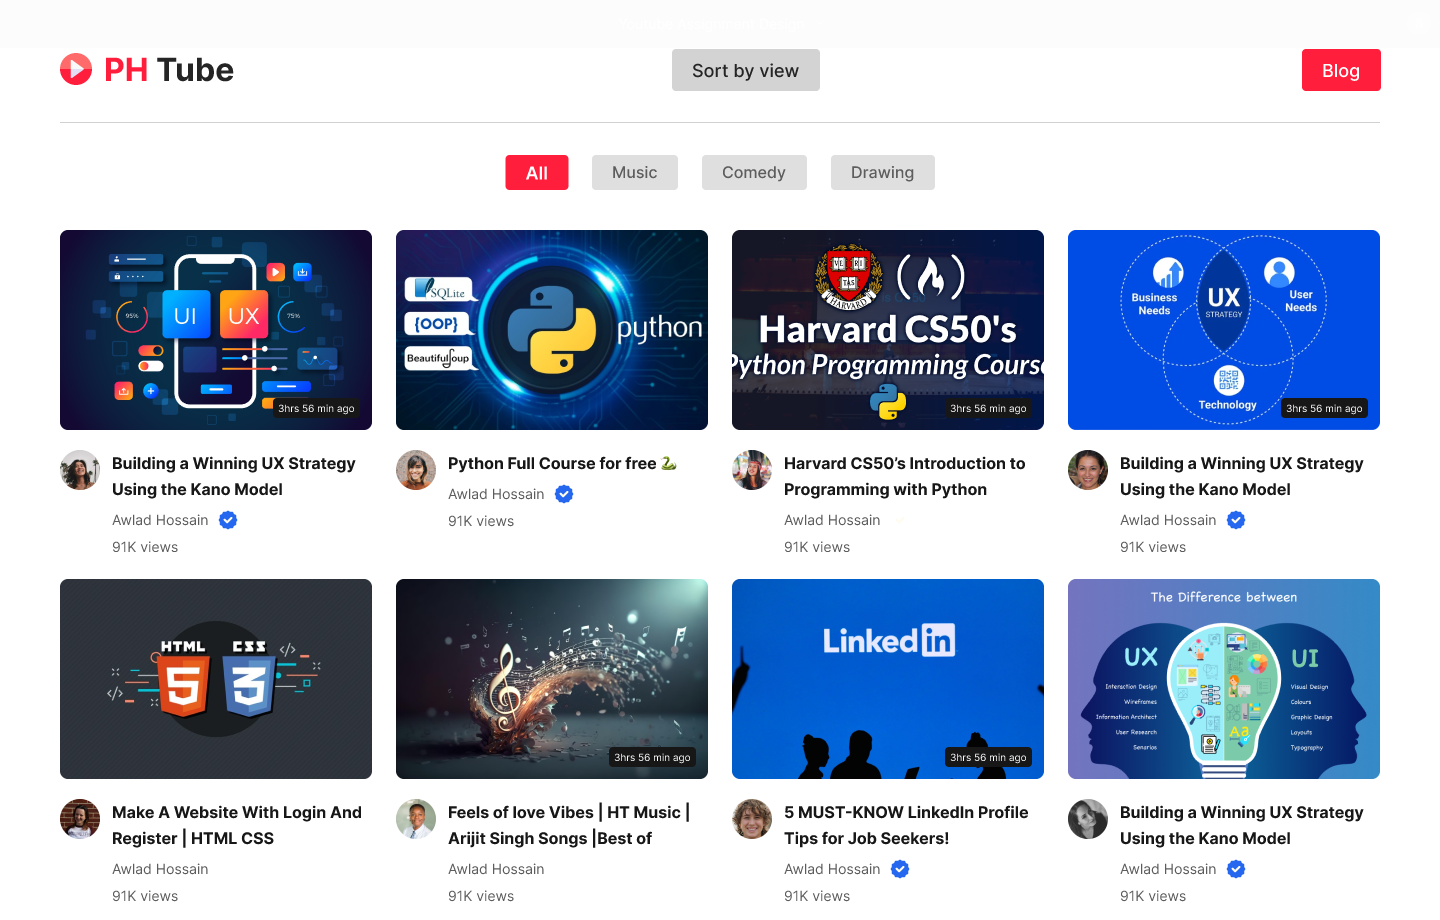 PH Tube
Sort by view
Blog
All
Music
Comedy
Drawing
95%
UI
UX
75%
3hrs 56 min ago
SQLite
{OOP}
BeautifulSoup
python
VE RI TAS
HARVARD
Harvard CS50's
Python Programming Course
3hrs 56 min ago
Business
Needs
UX
STRATEGY
User
Needs
Technology
3hrs 56 min ago
Building a Winning UX Strategy
Using the Kano Model
Awlad Hossain
91K views
Python Full Course for free 🐍
Awlad Hossain
91K views
Harvard CS50’s Introduction to
Programming with Python
Awlad Hossain
91K views
Building a Winning UX Strategy
Using the Kano Model
Awlad Hossain
91K views
HTML
5
CSS
3
</>
</>
3hrs 56 min ago
LinkedIn
3hrs 56 min ago
The Difference between
UX
Interaction Design
Wireframes
Information Architect
User Research
Senarios
Aa
UI
Visual Design
Colours
Graphic Design
Layouts
Typography
Make A Website With Login And
Register | HTML CSS
Awlad Hossain
91K views
Feels of love Vibes | HT Music |
Arijit Singh Songs |Best of
Awlad Hossain
91K views
5 MUST-KNOW LinkedIn Profile
Tips for Job Seekers!
Awlad Hossain
91K views
Building a Winning UX Strategy
Using the Kano Model
Awlad Hossain
91K views